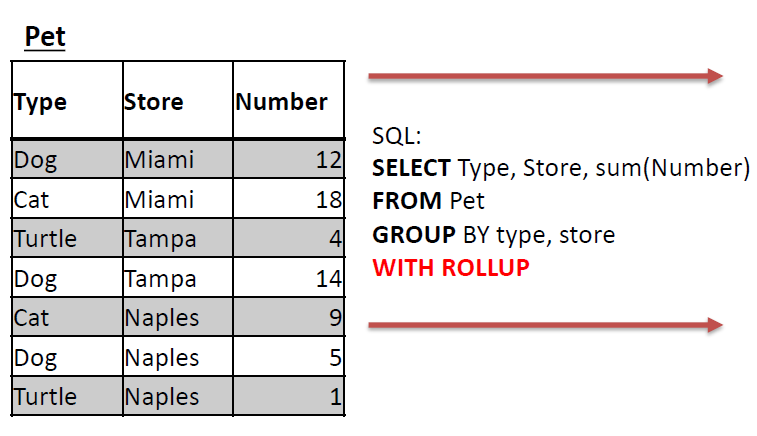 Pet
Type Store Number
Dog Miami 12
Cat Miami 18
Turtle Tampa 4
Dog Tampa 14
Cat Naples 9
Dog Naples 5
Turtle Naples 1
SQL:
SELECT Type, Store, sum(Number)
FROM Pet
GROUP BY type, store
WITH ROLLUP